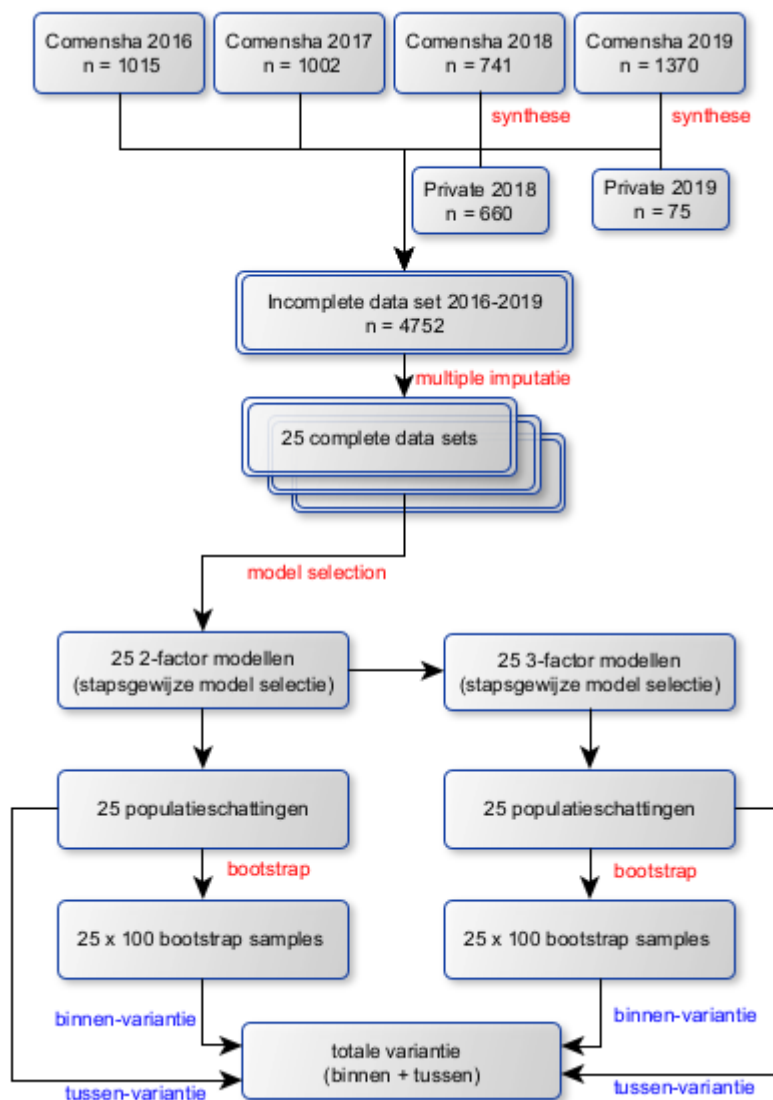 Comensha 2016
n = 1015
Comensha 2017
n = 1002
Comensha 2018
n = 741
Comensha 2019
n = 1370
synthese
synthese
Private 2018
n = 660
Private 2019
n = 75
Incomplete data set 2016-2019
n = 4752
multiple imputatie
25 complete data sets
model selection
25 2-factor modellen
(stapsgewijze model selectie)
25 3-factor modellen
(stapsgewijze model selectie)
25 populatieschattingen
25 populatieschattingen
bootstrap
bootstrap
25 x 100 bootstrap samples
25 x 100 bootstrap samples
binnen-variantie
binnen-variantie
totale variantie
(binnen + tussen)
tussen-variantie
tussen-variantie